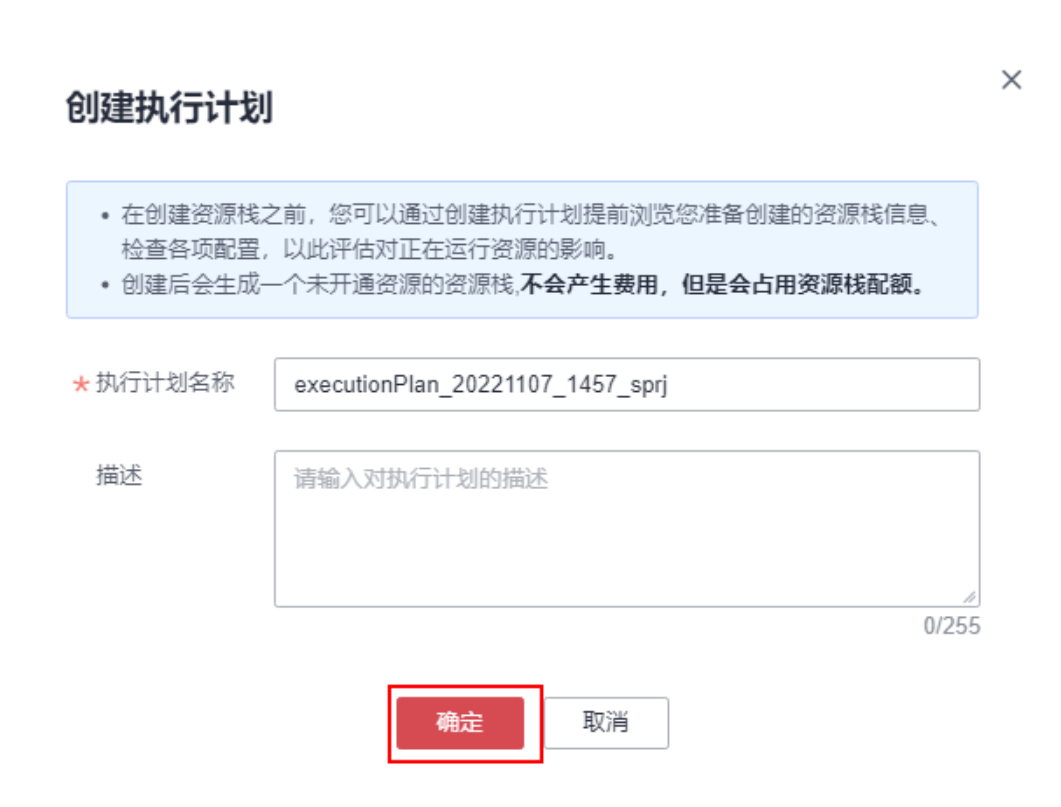 创建执行计划
• 在创建资源栈之前，您可以通过创建执行计划提前浏览您准备创建的资源栈信息、
检查各项配置，以此评估对正在运行资源的影响。
• 创建后会生成一个未开通资源的资源栈,不会产生费用，但是会占用资源栈配额。
* 执行计划名称 executionPlan_20221107_1457_sprj
描述 请输入对执行计划的描述
0/255
确定 取消